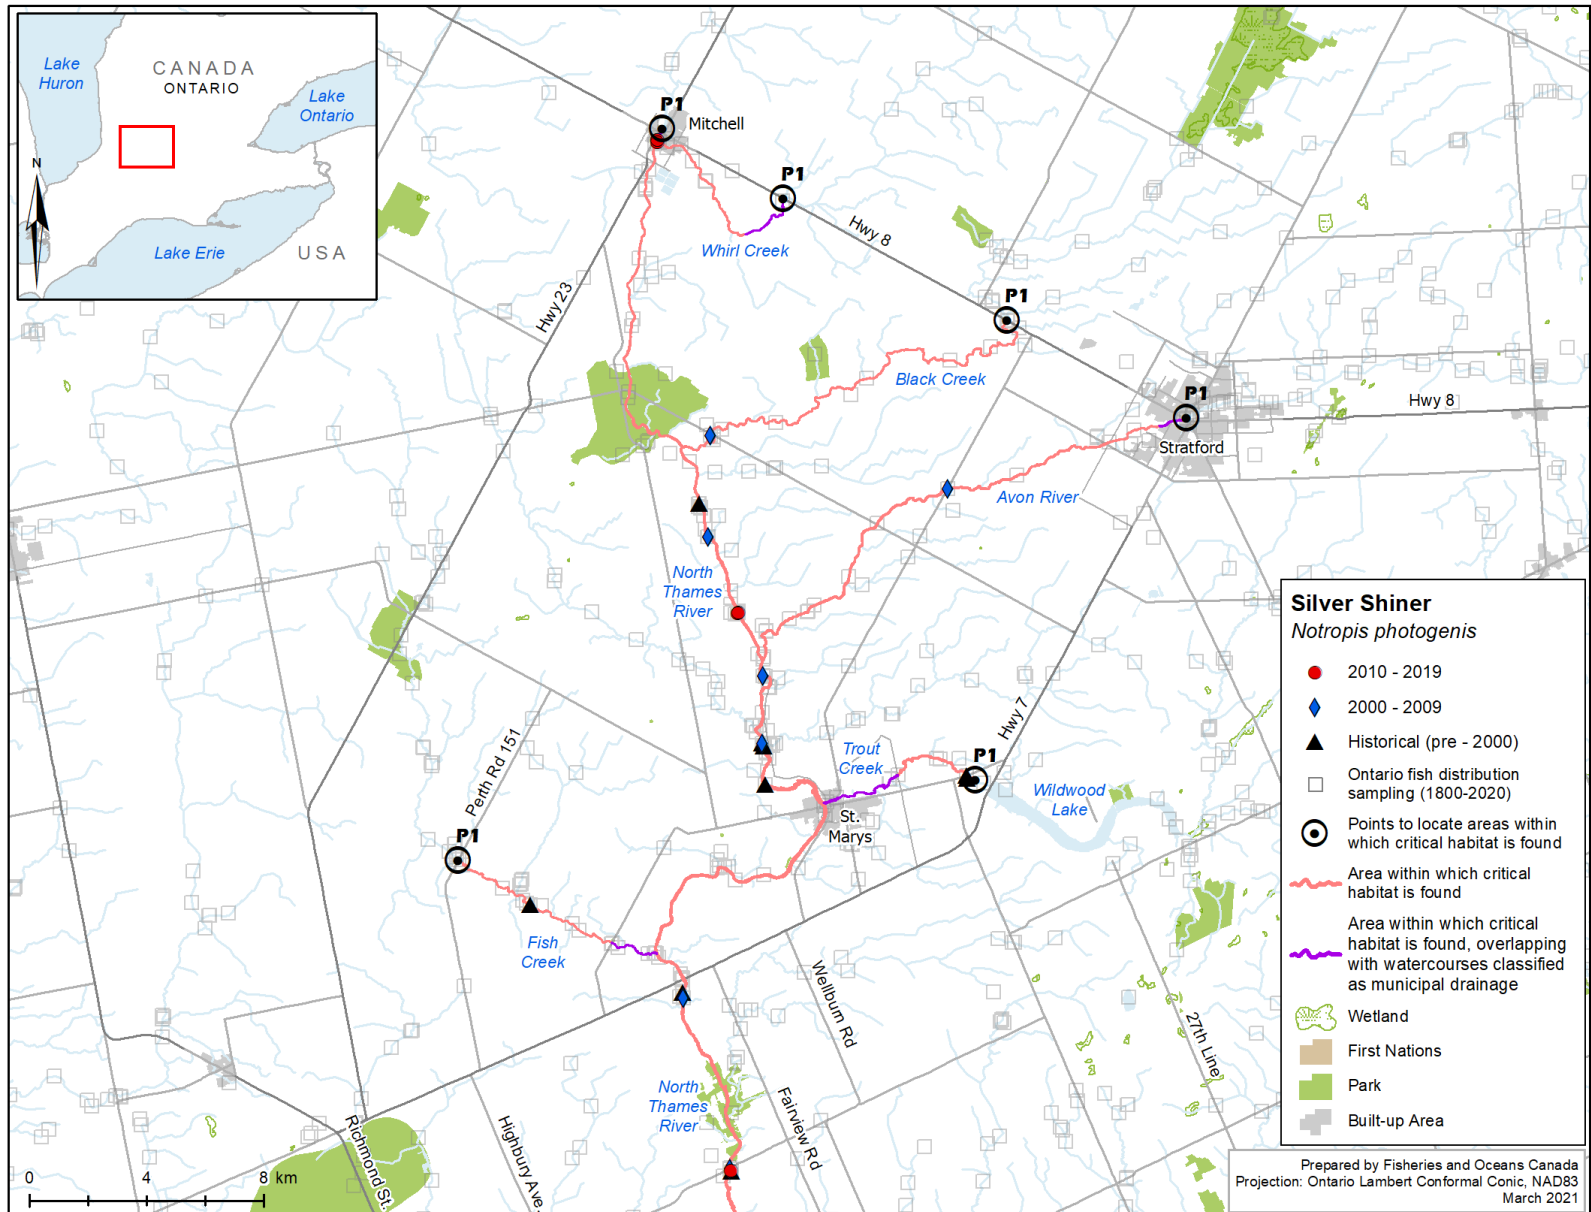 Lake
Huron
CANADA
ONTARIO
Lake
Ontario
N
Lake Erie
USA
P1
Mitchell
P1
Hwy 8
Whirl Creek
Hwy 23
P1
Black Creek
P1
Hwy 8
Stratford
Avon River
North
Thames
River
Hwy 7
Trout
Creek
P1
Wildwood
Lake
St.
Marys
Perth Rd 151
P1
Fish
Creek
Wellburn Rd
27th Line
North
Thames
River
Fairview Rd
Highbury Ave.
Richmond St.
0 4 8 km
Silver Shiner
Notropis photogenis
2010 - 2019
2000 - 2009
Historical (pre - 2000)
Ontario fish distribution
sampling (1800-2020)
Points to locate areas within
which critical habitat is found
Area within which critical
habitat is found
Area within which critical
habitat is found, overlapping
with watercourses classified
as municipal drainage
Wetland
First Nations
Park
Built-up Area
Prepared by Fisheries and Oceans Canada
Projection: Ontario Lambert Conformal Conic, NAD83
March 2021